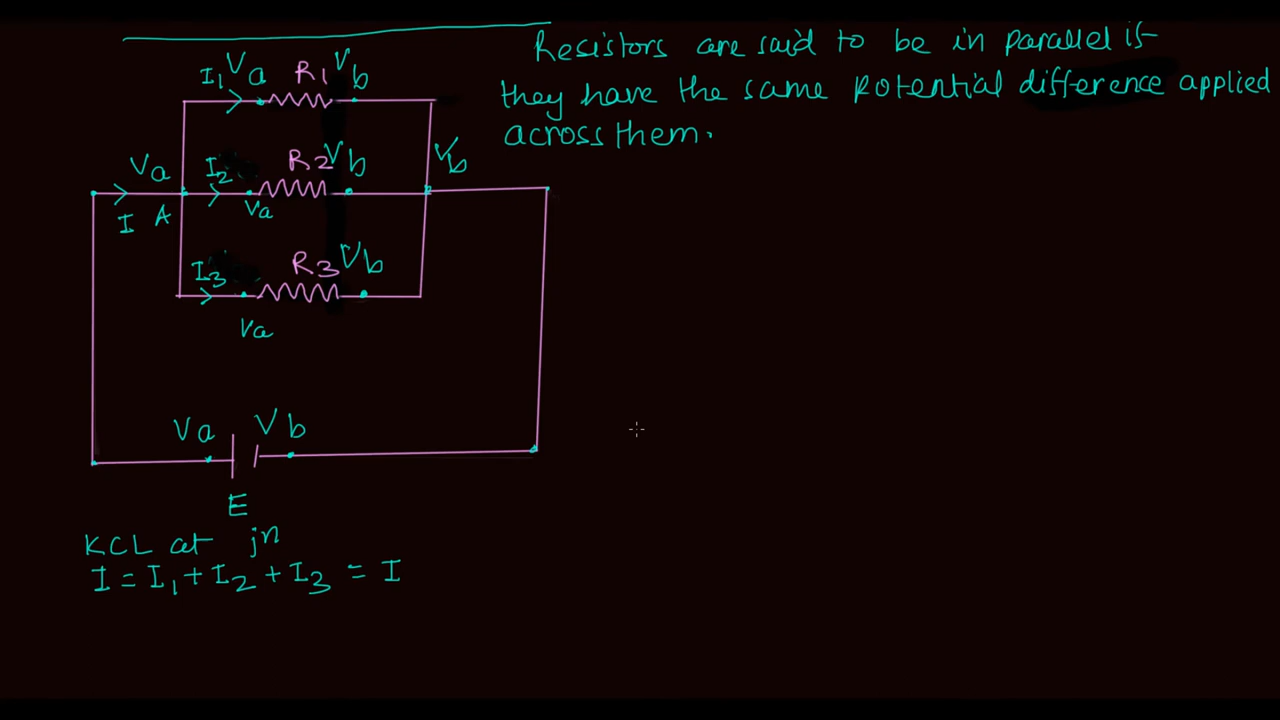 Resistors are said to be in parallel if
they have the same potential difference applied
across them.
I₁ Va R1 Vb
Va I₂ R2 Vb Vb
I A Va
I₃ R3 Vb
Va
Va Vb
E
KCL at jn
I = I₁ + I₂ + I₃ = I